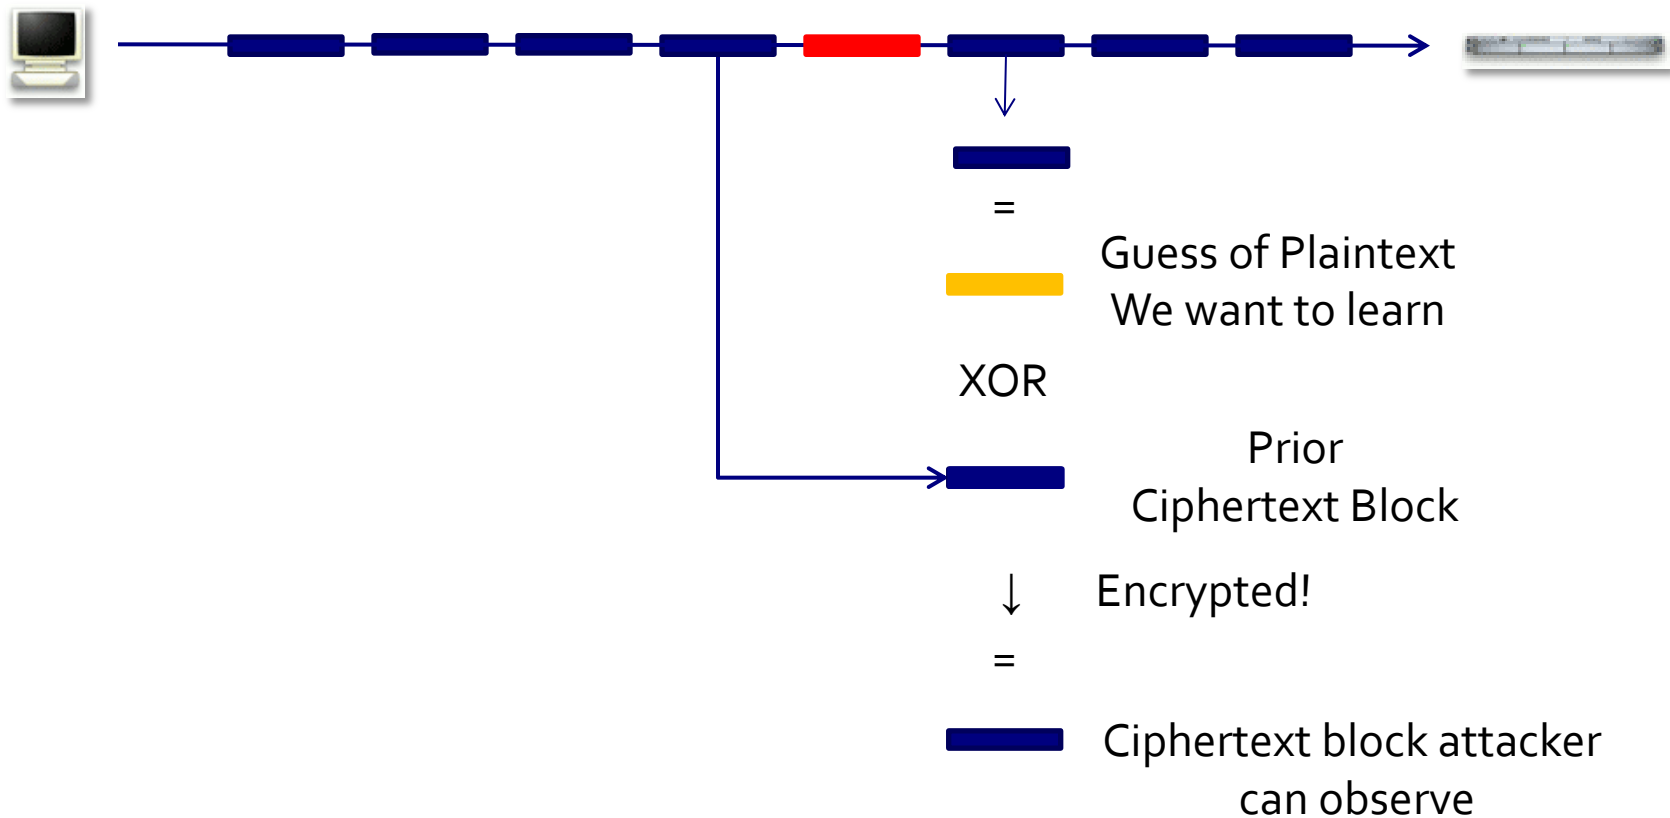 =
Guess of Plaintext
We want to learn
XOR
Prior
Ciphertext Block
↓ Encrypted!
=
Ciphertext block attacker
can observe